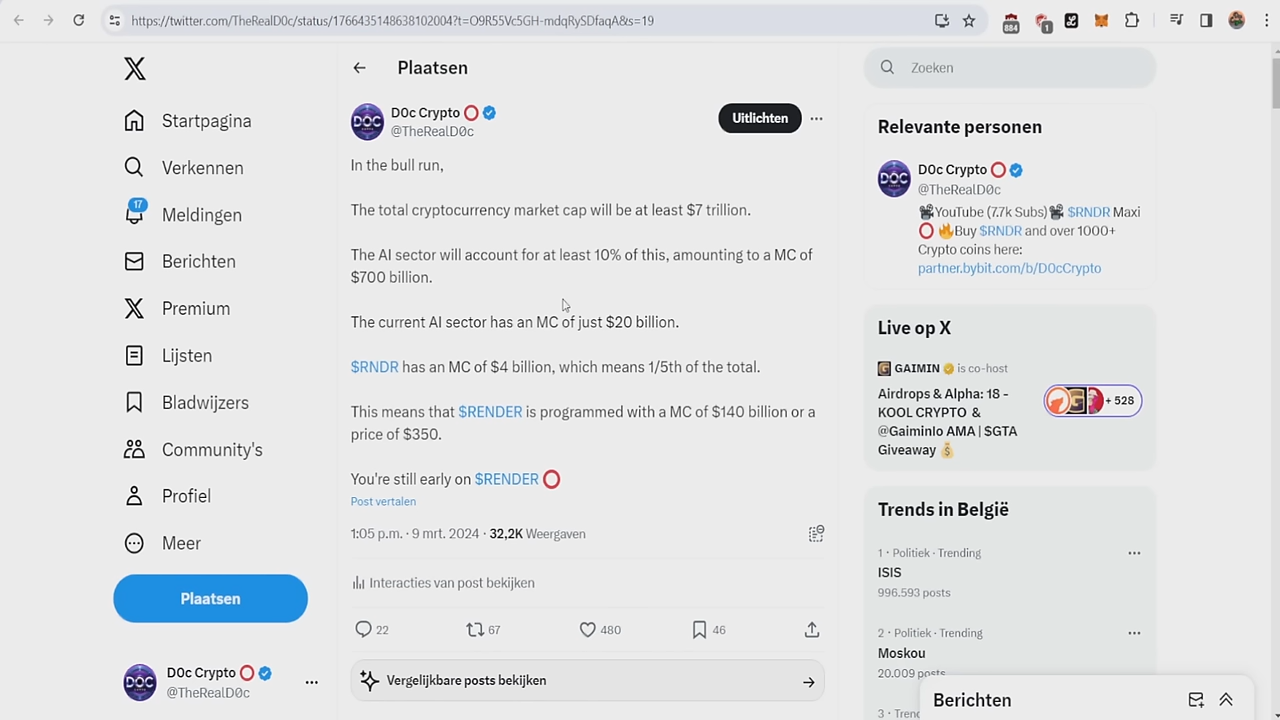 https://twitter.com/TheRealD0c/status/1766435148638102004?t=O9R55Vc5GH-mdqRySDfaqA&s=19
884
1
Startpagina
Verkennen
17
Meldingen
Berichten
Premium
Lijsten
Bladwijzers
Community's
Profiel
Meer
Plaatsen
D0c Crypto
@TheRealD0c
Plaatsen
DOC
D0c Crypto
@TheRealD0c
Uitlichten
In the bull run,
The total cryptocurrency market cap will be at least $7 trillion.
The AI sector will account for at least 10% of this, amounting to a MC of
$700 billion.
The current AI sector has an MC of just $20 billion.
$RNDR has an MC of $4 billion, which means 1/5th of the total.
This means that $RENDER is programmed with a MC of $140 billion or a
price of $350.
You're still early on $RENDER
Post vertalen
1:05 p.m. · 9 mrt. 2024 · 32,2K Weergaven
Interacties van post bekijken
22 67 480 46
Vergelijkbare posts bekijken
Zoeken
Relevante personen
DOC
D0c Crypto
@TheRealD0c
YouTube (7.7k Subs) $RNDR Maxi
Buy $RNDR and over 1000+
Crypto coins here:
partner.bybit.com/b/D0cCrypto
Live op X
GAIMIN is co-host
Airdrops & Alpha: 18 -
KOOL CRYPTO &
@GaiminIo AMA | $GTA
Giveaway
+ 528
Trends in België
1 · Politiek · Trending
ISIS
996.593 posts
2 · Politiek · Trending
Moskou
20.009 posts
3 · Trend
Berichten